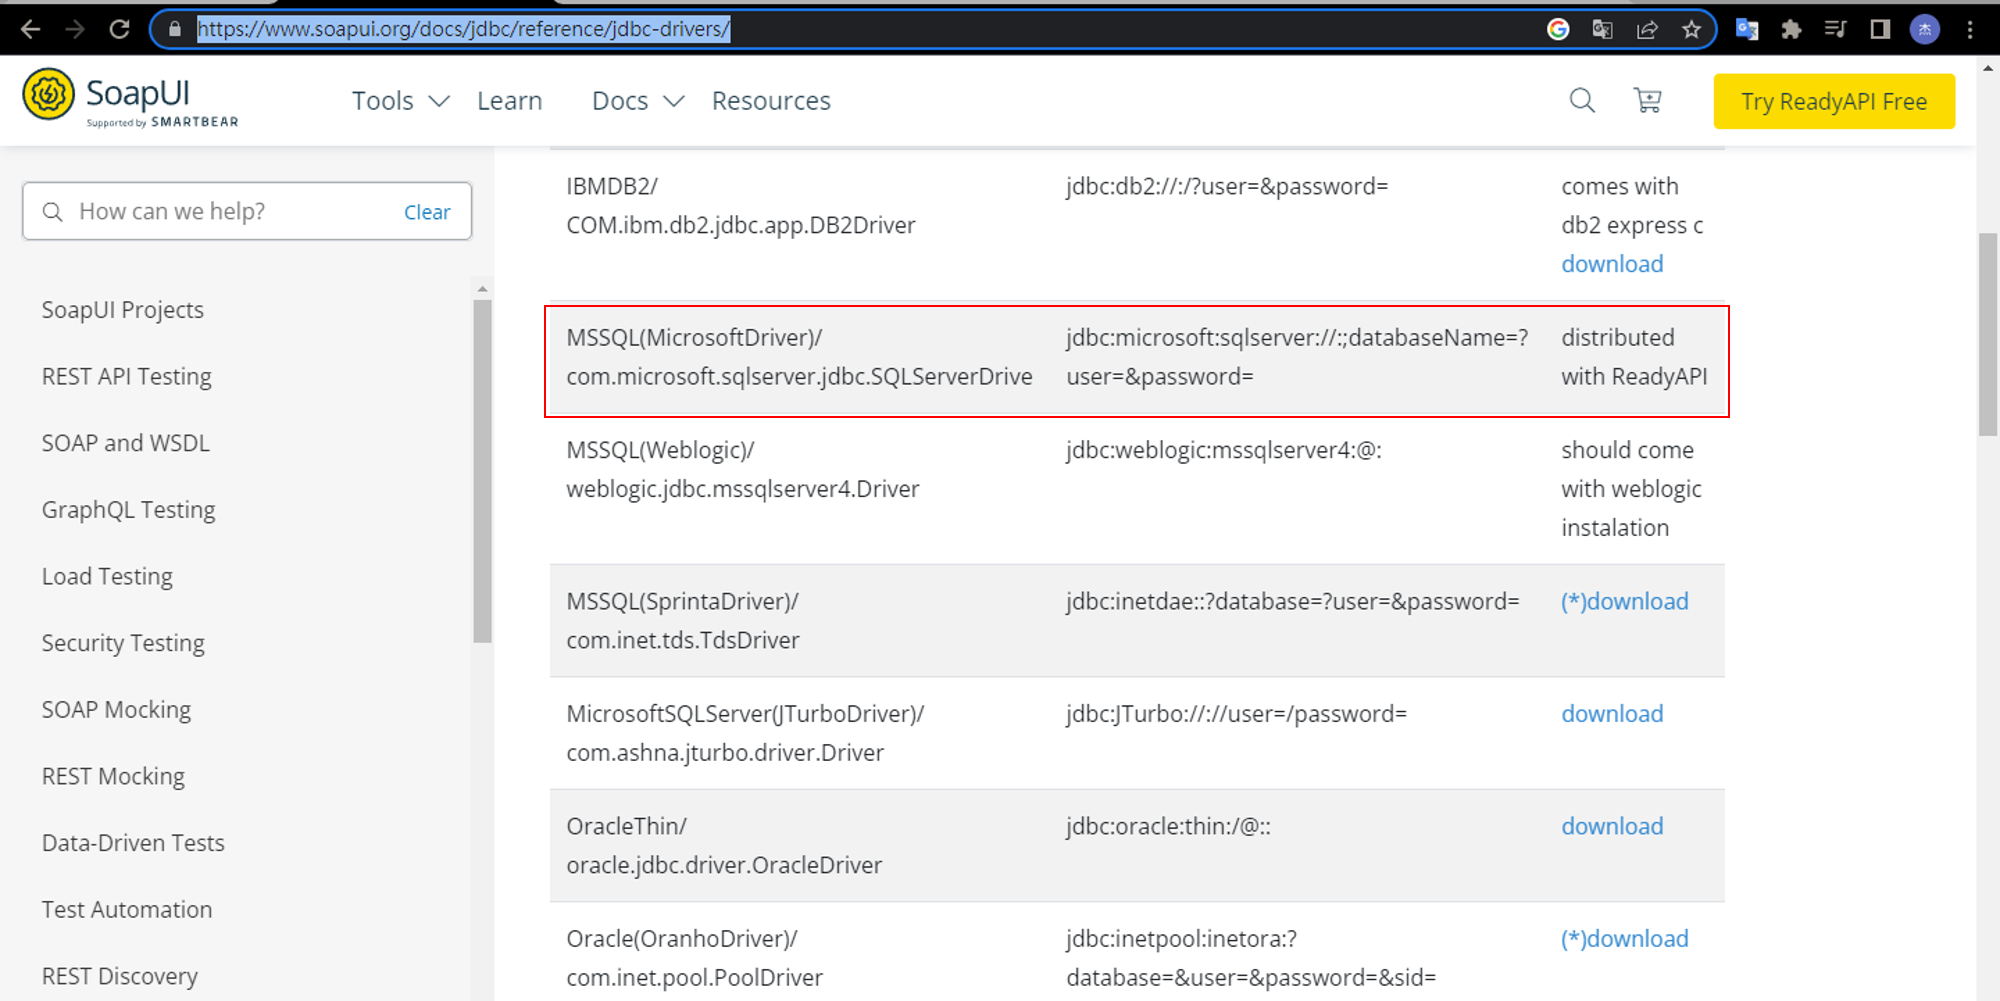 https://www.soapui.org/docs/jdbc/reference/jdbc-drivers/
杰
SoapUI
Supported by SMARTBEAR
Tools
Learn
Docs
Resources
Try ReadyAPI Free
How can we help?
Clear
SoapUI Projects
REST API Testing
SOAP and WSDL
GraphQL Testing
Load Testing
Security Testing
SOAP Mocking
REST Mocking
Data-Driven Tests
Test Automation
REST Discovery
IBMDB2/
COM.ibm.db2.jdbc.app.DB2Driver
jdbc:db2://:/?user=&password=
comes with
db2 express c
download
MSSQL(MicrosoftDriver)/
com.microsoft.sqlserver.jdbc.SQLServerDrive
jdbc:microsoft:sqlserver://:;databaseName=?
user=&password=
distributed
with ReadyAPI
MSSQL(Weblogic)/
weblogic.jdbc.mssqlserver4.Driver
jdbc:weblogic:mssqlserver4:@:
should come
with weblogic
instalation
MSSQL(SprintaDriver)/
com.inet.tds.TdsDriver
jdbc:inetdae::?database=?user=&password=
(*)download
MicrosoftSQLServer(JTurboDriver)/
com.ashna.jturbo.driver.Driver
jdbc:JTurbo://://user=/password=
download
OracleThin/
oracle.jdbc.driver.OracleDriver
jdbc:oracle:thin:/@::
download
Oracle(OranhoDriver)/
com.inet.pool.PoolDriver
jdbc:inetpool:inetora:?
database=&user=&password=&sid=
(*)download